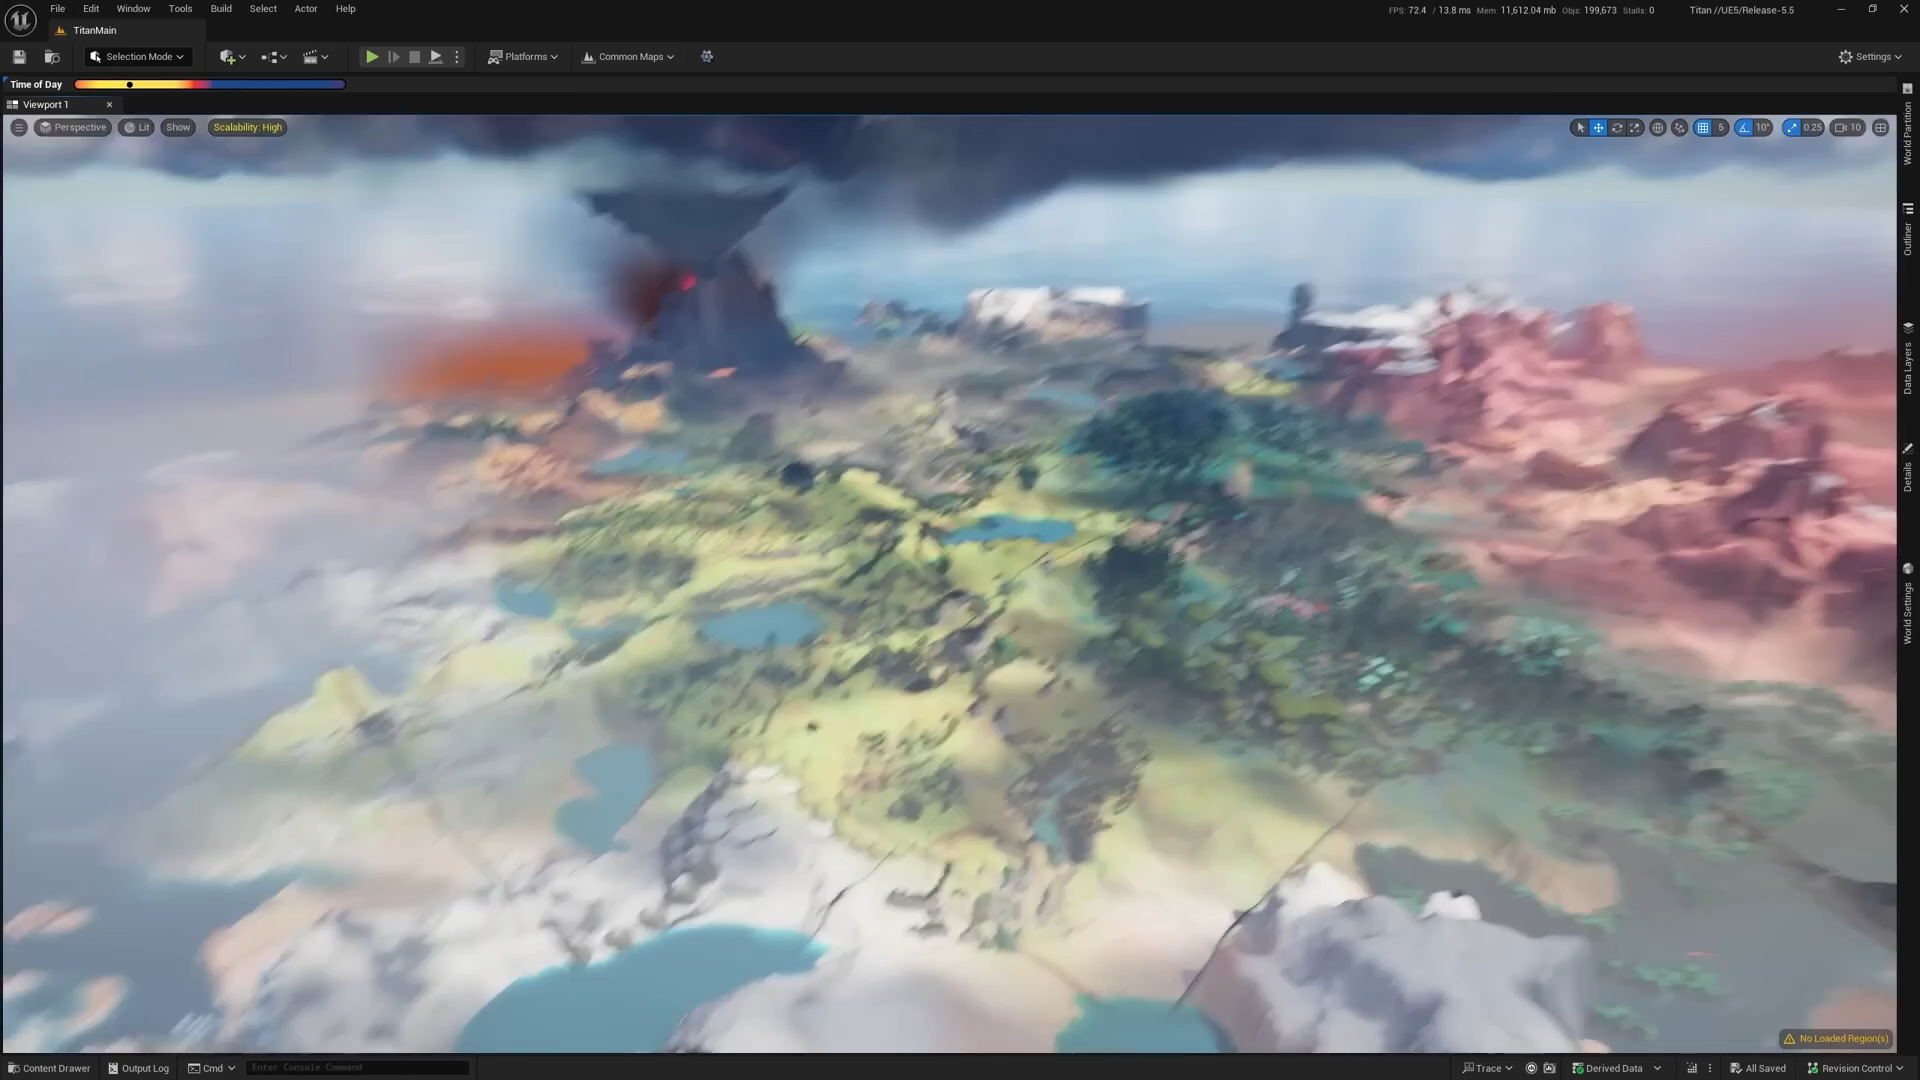 File Edit Window Tools Build Select Actor Help
FPS: 72.4 / 13.8 ms Mem: 11,612.04 mb Objs: 199,673 Stalls: 0 Titan //UE5/Release-5.5
TitanMain
Selection Mode Platforms Common Maps Settings
Time of Day
Viewport 1
Perspective Lit Show Scalability: High 5 10° 0.25 10
World Partition
Outliner
Data Layers
Details
World Settings
No Loaded Region(s)
Content Drawer Output Log Cmd Enter Console Command Trace Derived Data All Saved Revision Control